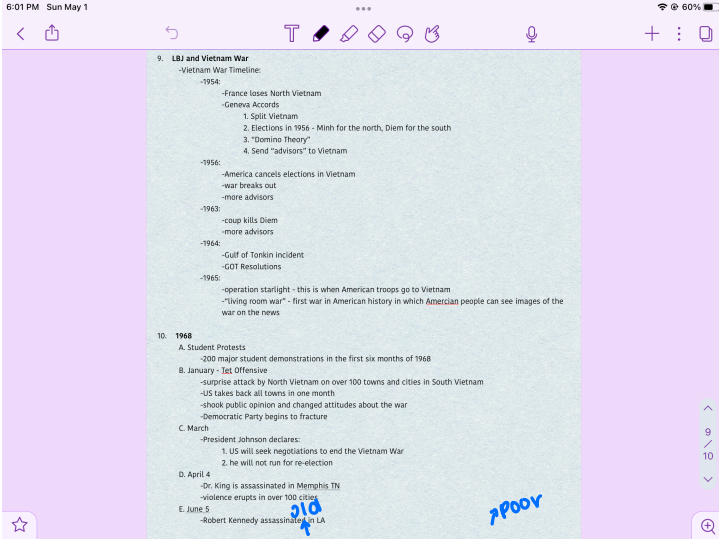 6:01 PM Sun May 1
60%
9. LBJ and Vietnam War
-Vietnam War Timeline:
-1954:
-France loses North Vietnam
-Geneva Accords
1. Split Vietnam
2. Elections in 1956 - Minh for the north, Diem for the south
3. "Domino Theory"
4. Send "advisors" to Vietnam
-1956:
-America cancels elections in Vietnam
-war breaks out
-more advisors
-1963:
-coup kills Diem
-more advisors
-1964:
-Gulf of Tonkin incident
-GOT Resolutions
-1965:
-operation starlight - this is when American troops go to Vietnam
-"living room war" - first war in American history in which Amercian people can see images of the
war on the news
10. 1968
A. Student Protests
-200 major student demonstrations in the first six months of 1968
B. January - Tet Offensive
-surprise attack by North Vietnam on over 100 towns and cities in South Vietnam
-US takes back all towns in one month
-shook public opinion and changed attitudes about the war
-Democratic Party begins to fracture
C. March
-President Johnson declares:
1. US will seek negotiations to end the Vietnam War
2. he will not run for re-election
D. April 4
-Dr. King is assassinated in Memphis TN
-violence erupts in over 100 cities
E. June 5
-Robert Kennedy assassinated in LA
old
poor
9
/
10